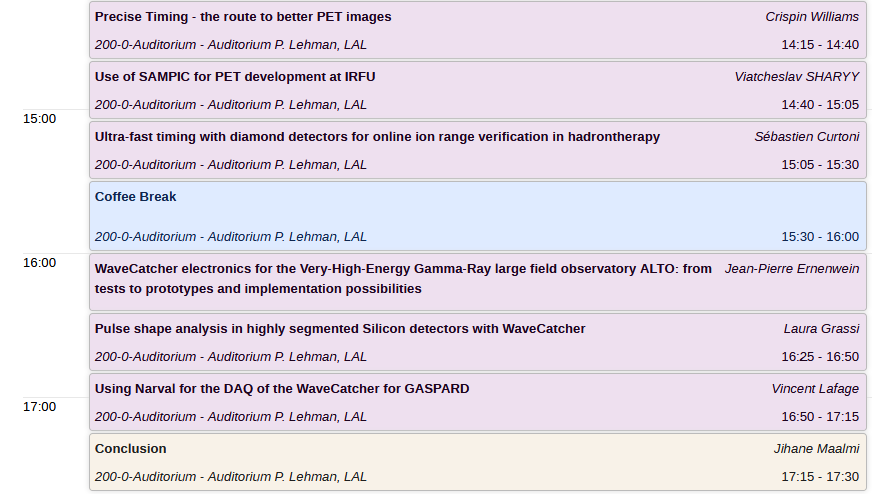 Precise Timing - the route to better PET images Crispin Williams
200-0-Auditorium - Auditorium P. Lehman, LAL 14:15 - 14:40
Use of SAMPIC for PET development at IRFU Viatcheslav SHARYY
200-0-Auditorium - Auditorium P. Lehman, LAL 14:40 - 15:05
15:00
Ultra-fast timing with diamond detectors for online ion range verification in hadrontherapy Sébastien Curtoni
200-0-Auditorium - Auditorium P. Lehman, LAL 15:05 - 15:30
Coffee Break
200-0-Auditorium - Auditorium P. Lehman, LAL 15:30 - 16:00
16:00
WaveCatcher electronics for the Very-High-Energy Gamma-Ray large field observatory ALTO: from Jean-Pierre Ernenwein
tests to prototypes and implementation possibilities
Pulse shape analysis in highly segmented Silicon detectors with WaveCatcher Laura Grassi
200-0-Auditorium - Auditorium P. Lehman, LAL 16:25 - 16:50
Using Narval for the DAQ of the WaveCatcher for GASPARD Vincent Lafage
17:00
200-0-Auditorium - Auditorium P. Lehman, LAL 16:50 - 17:15
Conclusion Jihane Maalmi
200-0-Auditorium - Auditorium P. Lehman, LAL 17:15 - 17:30